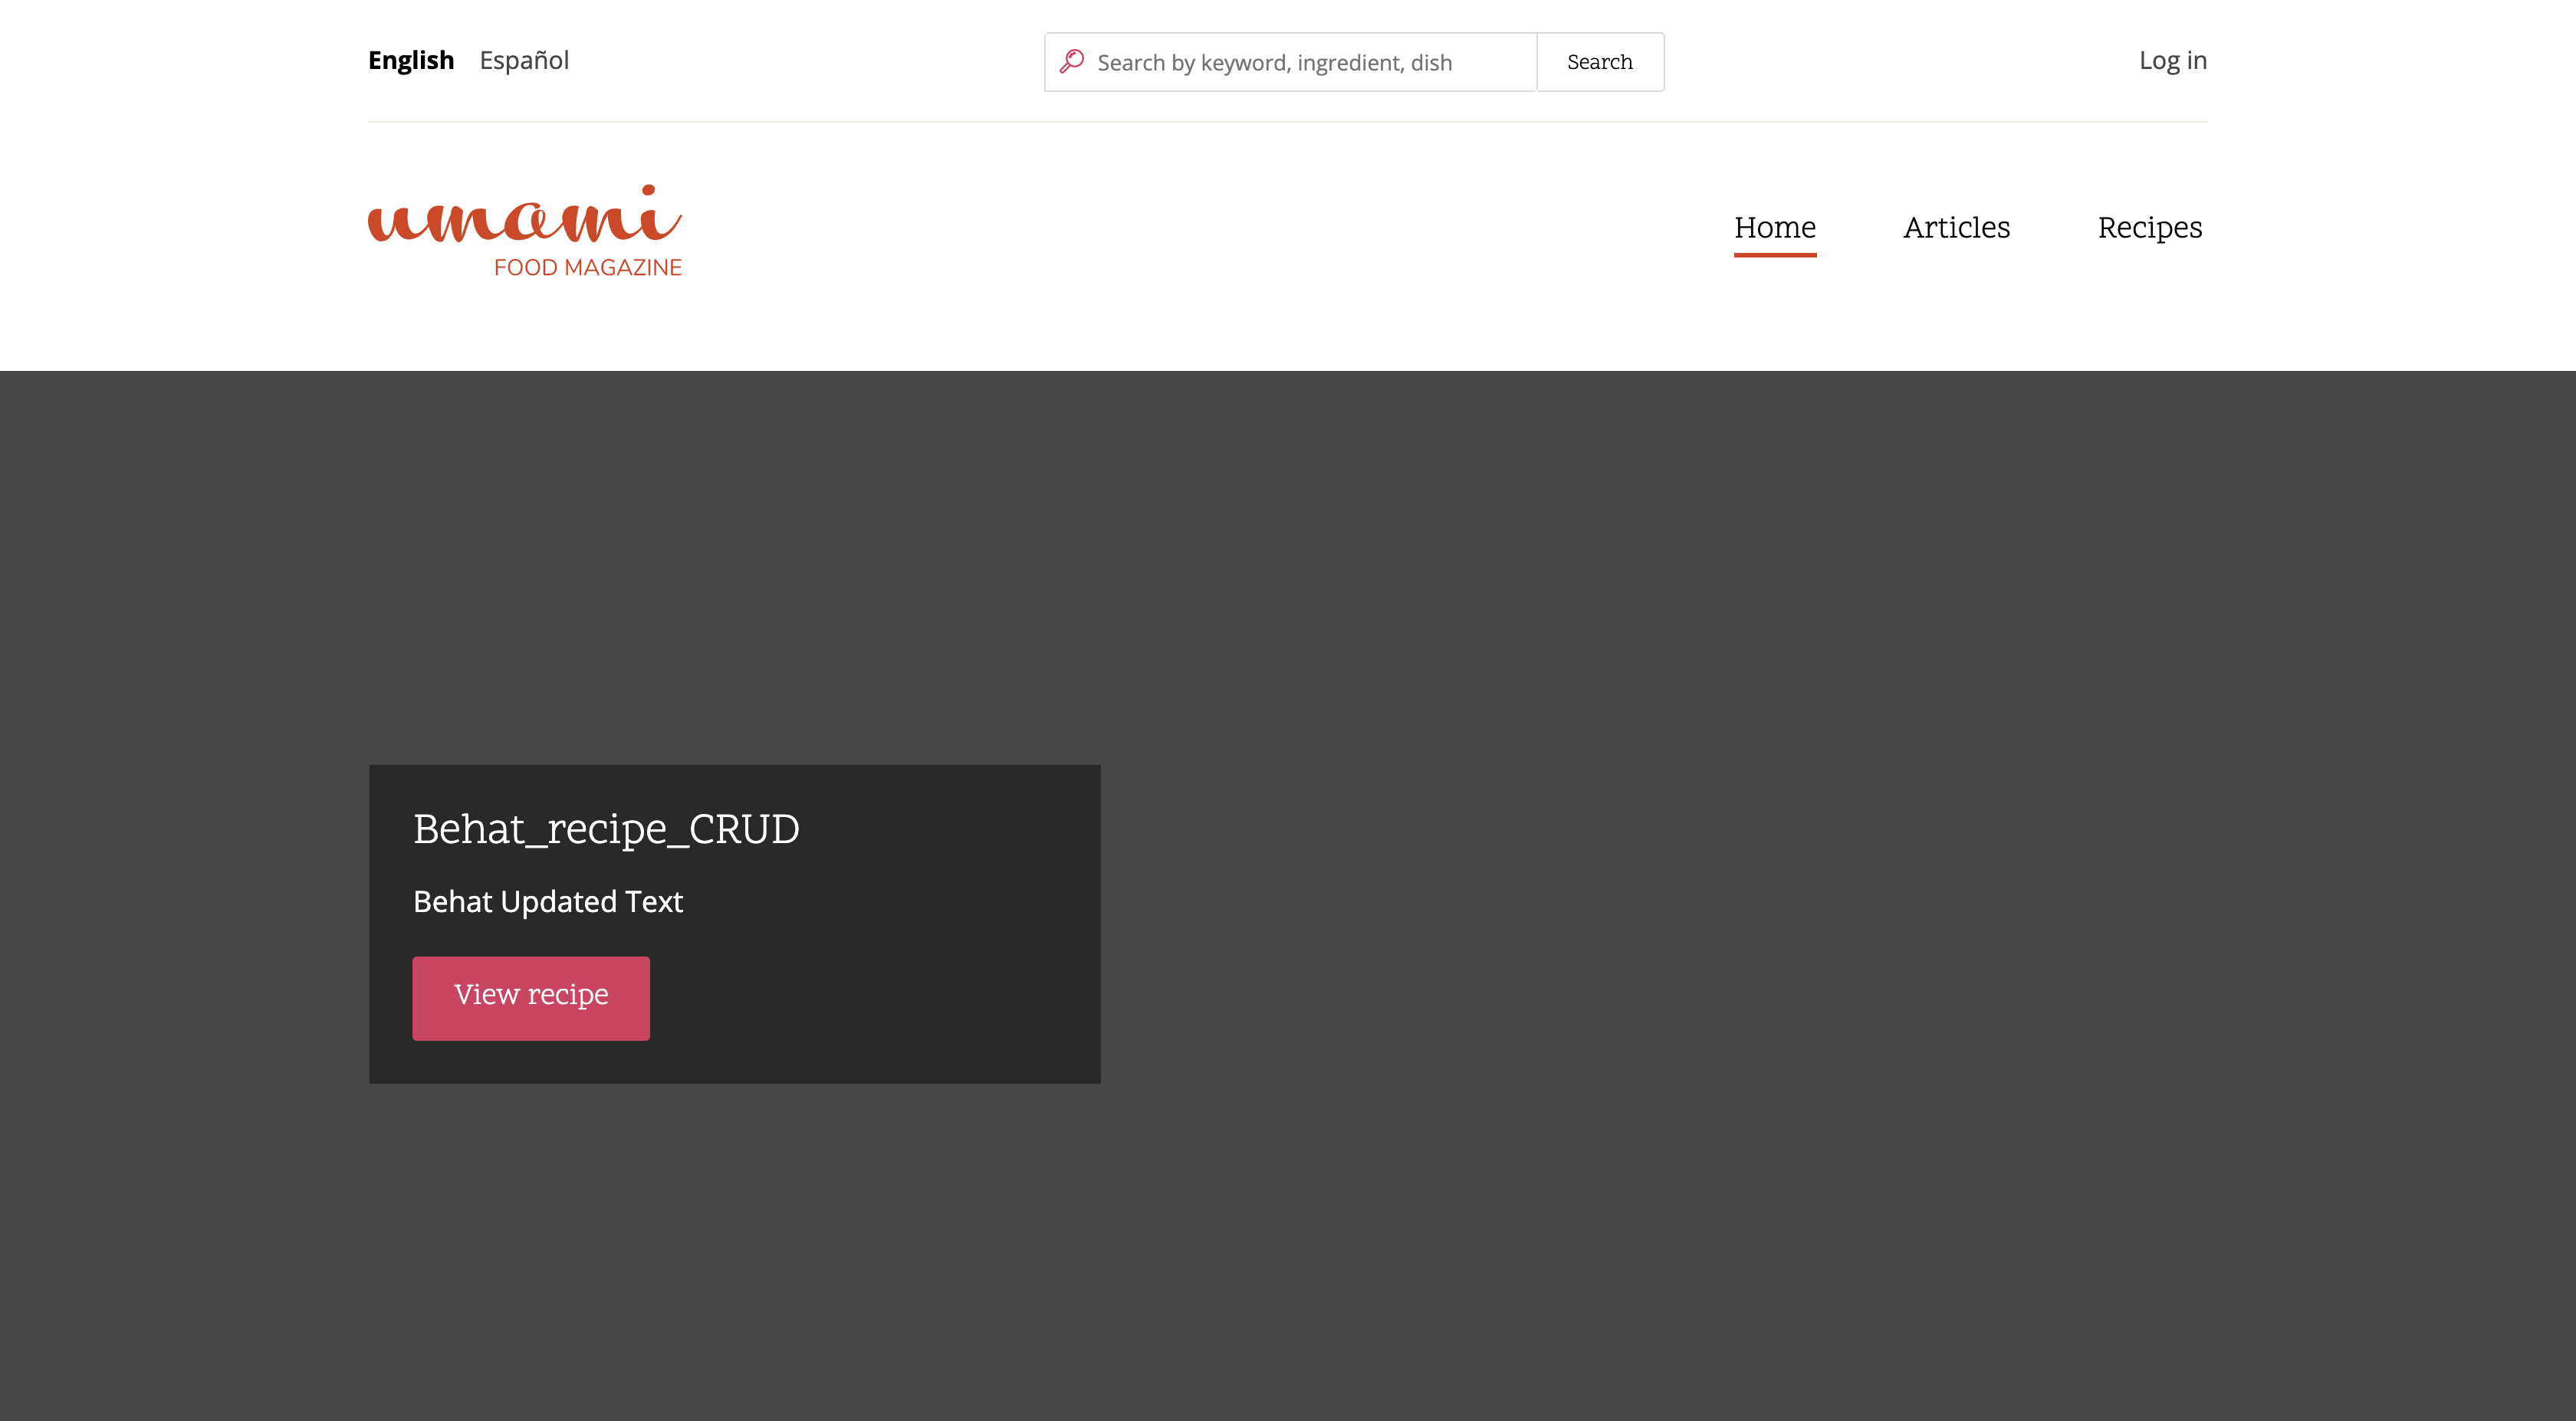 English Español
Search by keyword, ingredient, dish
Search
Log in
umami
FOOD MAGAZINE
Home Articles Recipes
Behat_recipe_CRUD
Behat Updated Text
View recipe